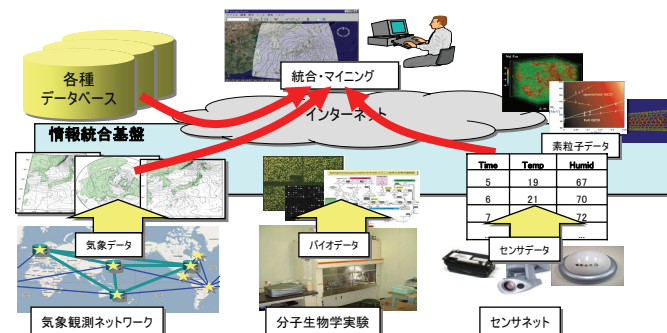 各種
データベース
統合・マイニング
インターネット
情報統合基盤
素粒子データ
Time Temp Humid
5 19 67
6 21 70
7 72
...
気象データ
バイオデータ
センサデータ
気象観測ネットワーク
分子生物学実験
センサネット